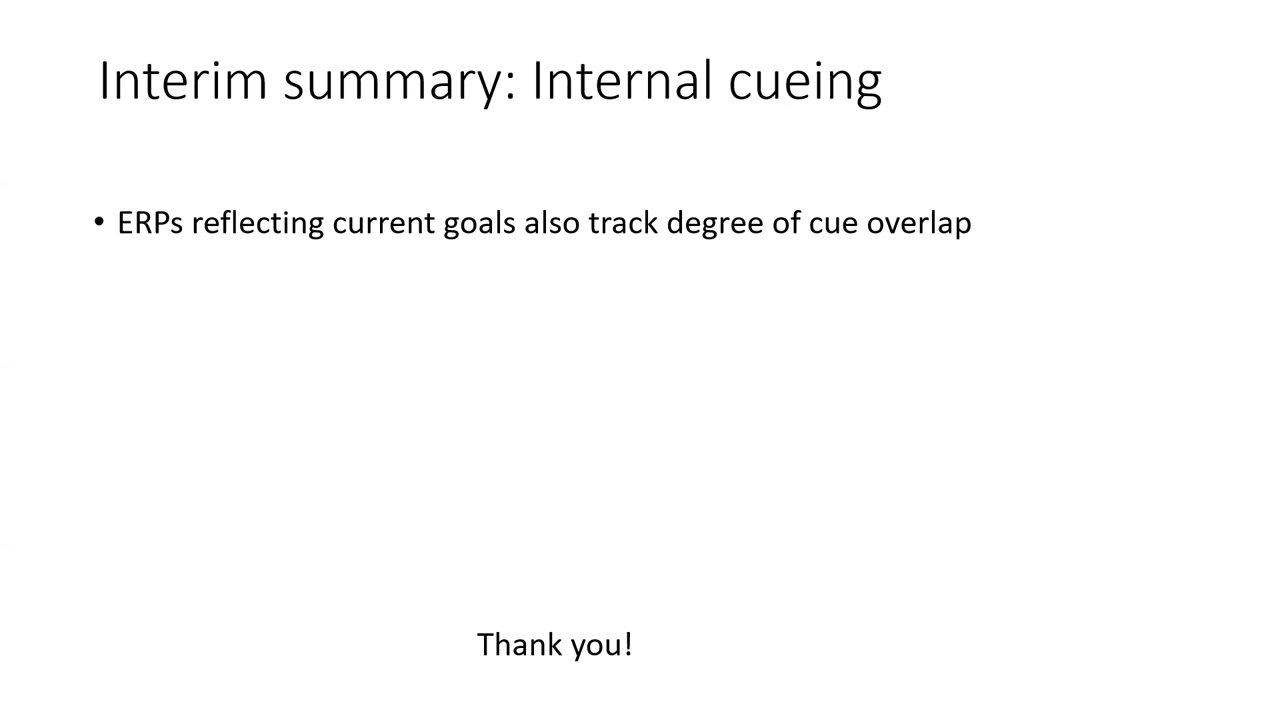 Interim summary: Internal cueing
• ERPs reflecting current goals also track degree of cue overlap
Thank you!